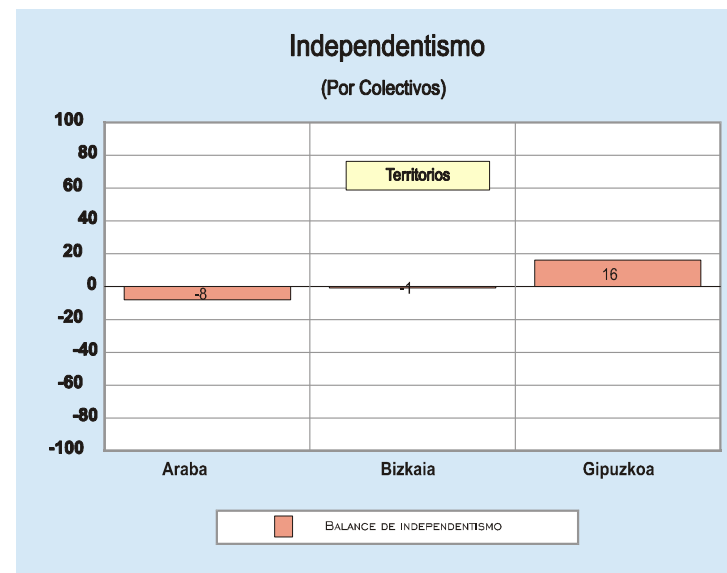 Independentismo
(Por Colectivos)
100
80
60
40
20
0
-20
-40
-60
-80
-100
Territorios
-8
-1
16
Araba
Bizkaia
Gipuzkoa
Balance de independentismo